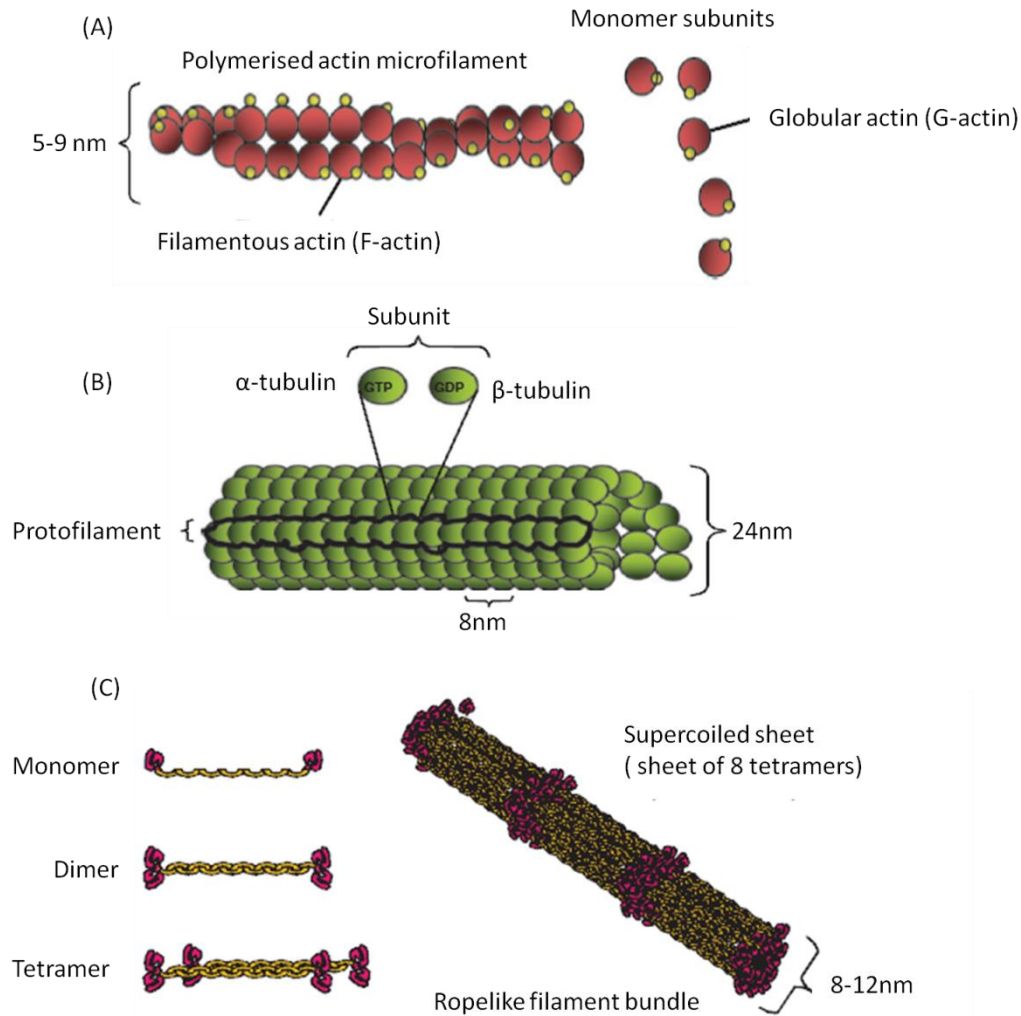 (A)
Monomer subunits
Polymerised actin microfilament
Globular actin (G-actin)
5-9 nm
Filamentous actin (F-actin)
Subunit
(B)
α-tubulin
GTP
GDP
β-tubulin
Protofilament
24nm
8nm
(C)
Monomer
Supercoiled sheet
( sheet of 8 tetramers)
Dimer
Tetramer
8-12nm
Ropelike filament bundle